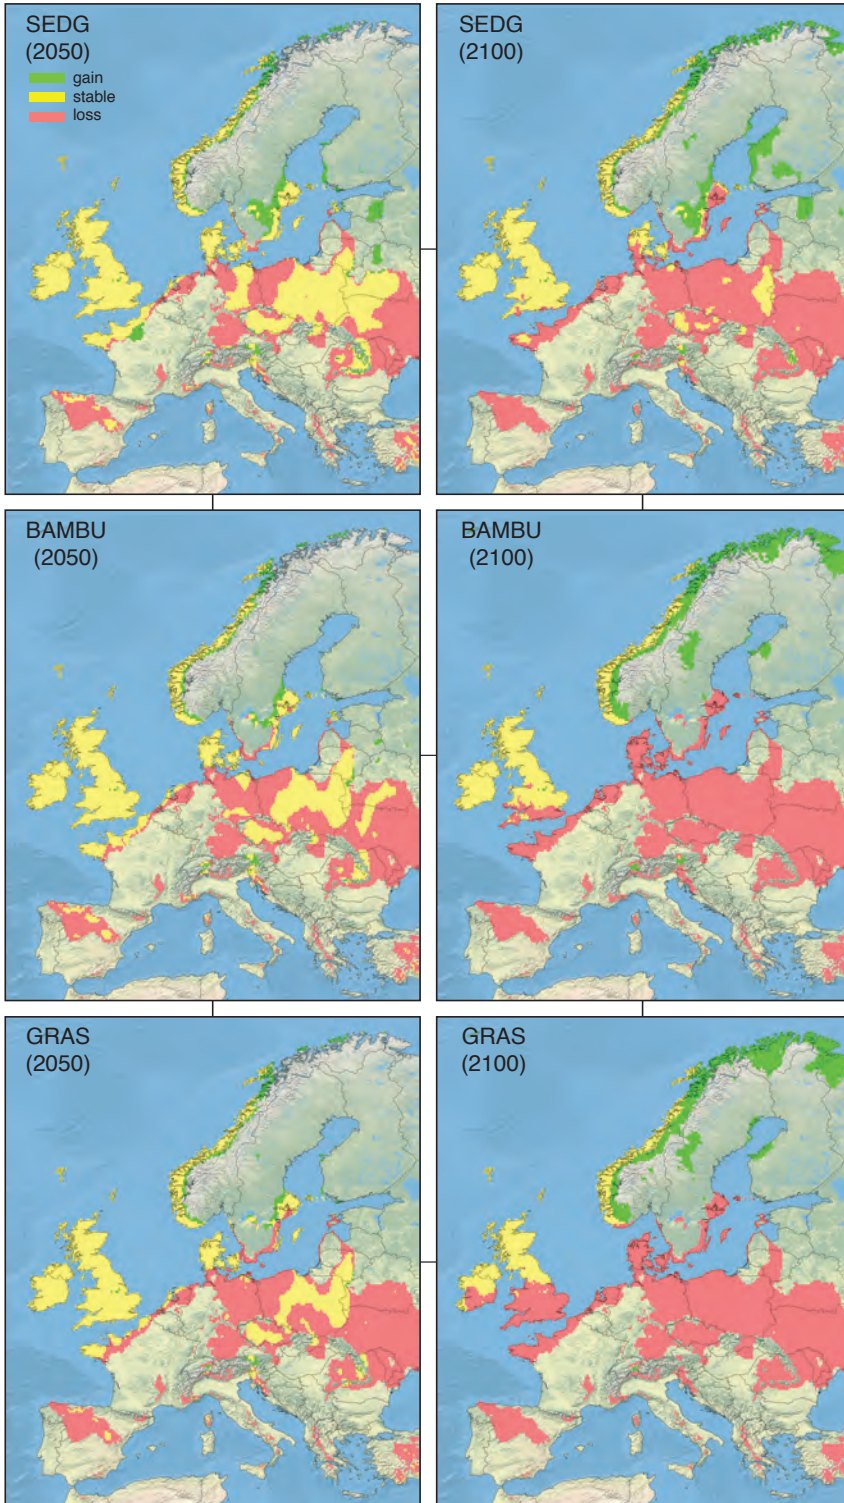 SEDG
(2050)
gain
stable
loss
SEDG
(2100)
BAMBU
(2050)
BAMBU
(2100)
GRAS
(2050)
GRAS
(2100)